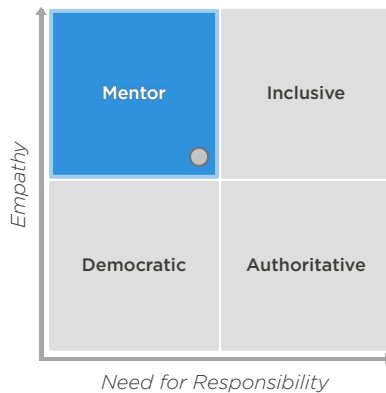 Mentor
Inclusive
Empathy
Democratic
Authoritative
Need for Responsibility